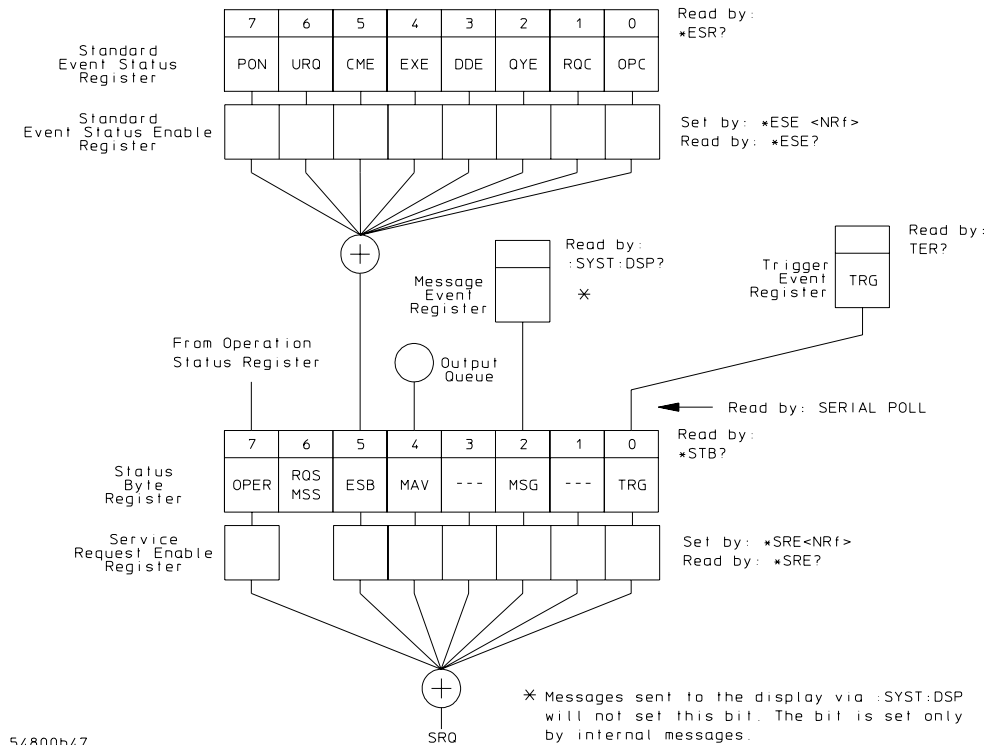 7 6 5 4 3 2 1 0
Read by:
*ESR?
Standard
Event Status
Register
PON URQ CME EXE DDE QYE RQC OPC
Standard
Event Status Enable
Register
Set by: *ESE <NRf>
Read by: *ESE?
+
Message
Event
Register
Read by:
:SYST:DSP?
*
Trigger
Event
Register
TRG
Read by:
TER?
From Operation
Status Register
Output
Queue
Read by: SERIAL POLL
7 6 5 4 3 2 1 0
Read by:
*STB?
Status
Byte
Register
OPER RQS MSS ESB MAV --- MSG --- TRG
Service
Request Enable
Register
Set by: *SRE<NRf>
Read by: *SRE?
+
SRQ
* Messages sent to the display via :SYST:DSP
will not set this bit. The bit is set only
by internal messages.
54800b47